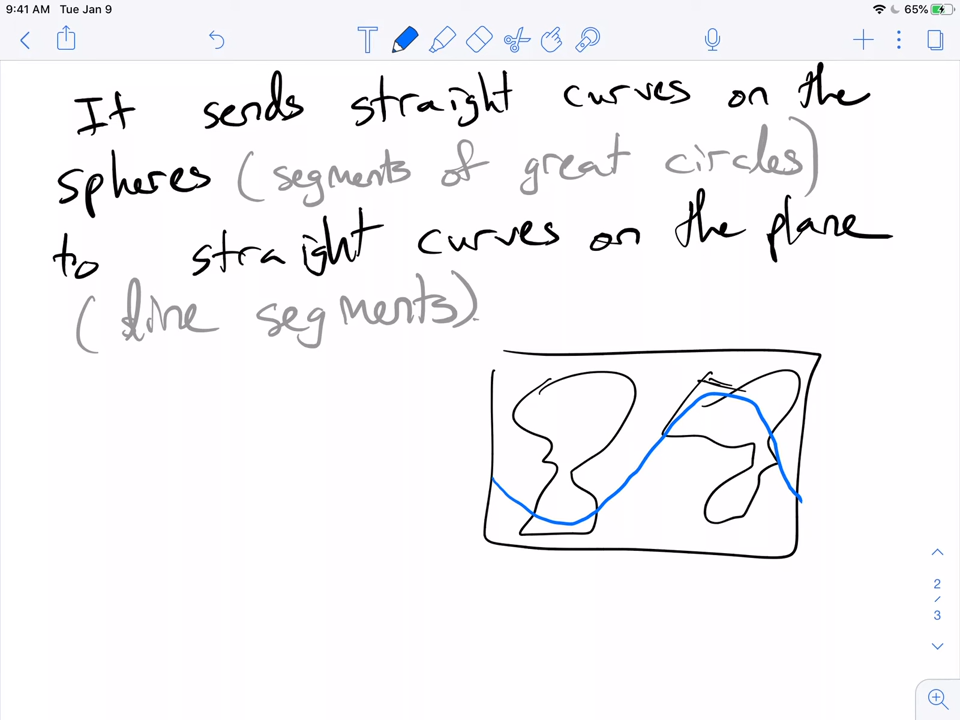 9:41 AM Tue Jan 9
65%
T
It sends straight curves on the
spheres (segments of great circles)
to straight curves on the plane
(line segments).
2
3